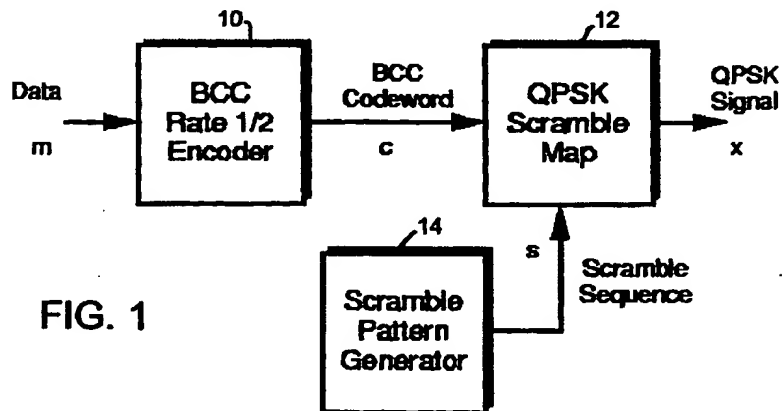 10
12
Data
m
BCC
Rate 1/2
Encoder
BCC
Codeword
c
QPSK
Scramble
Map
QPSK
Signal
x
14
s
Scramble
Sequence
Scramble
Pattern
Generator
FIG. 1